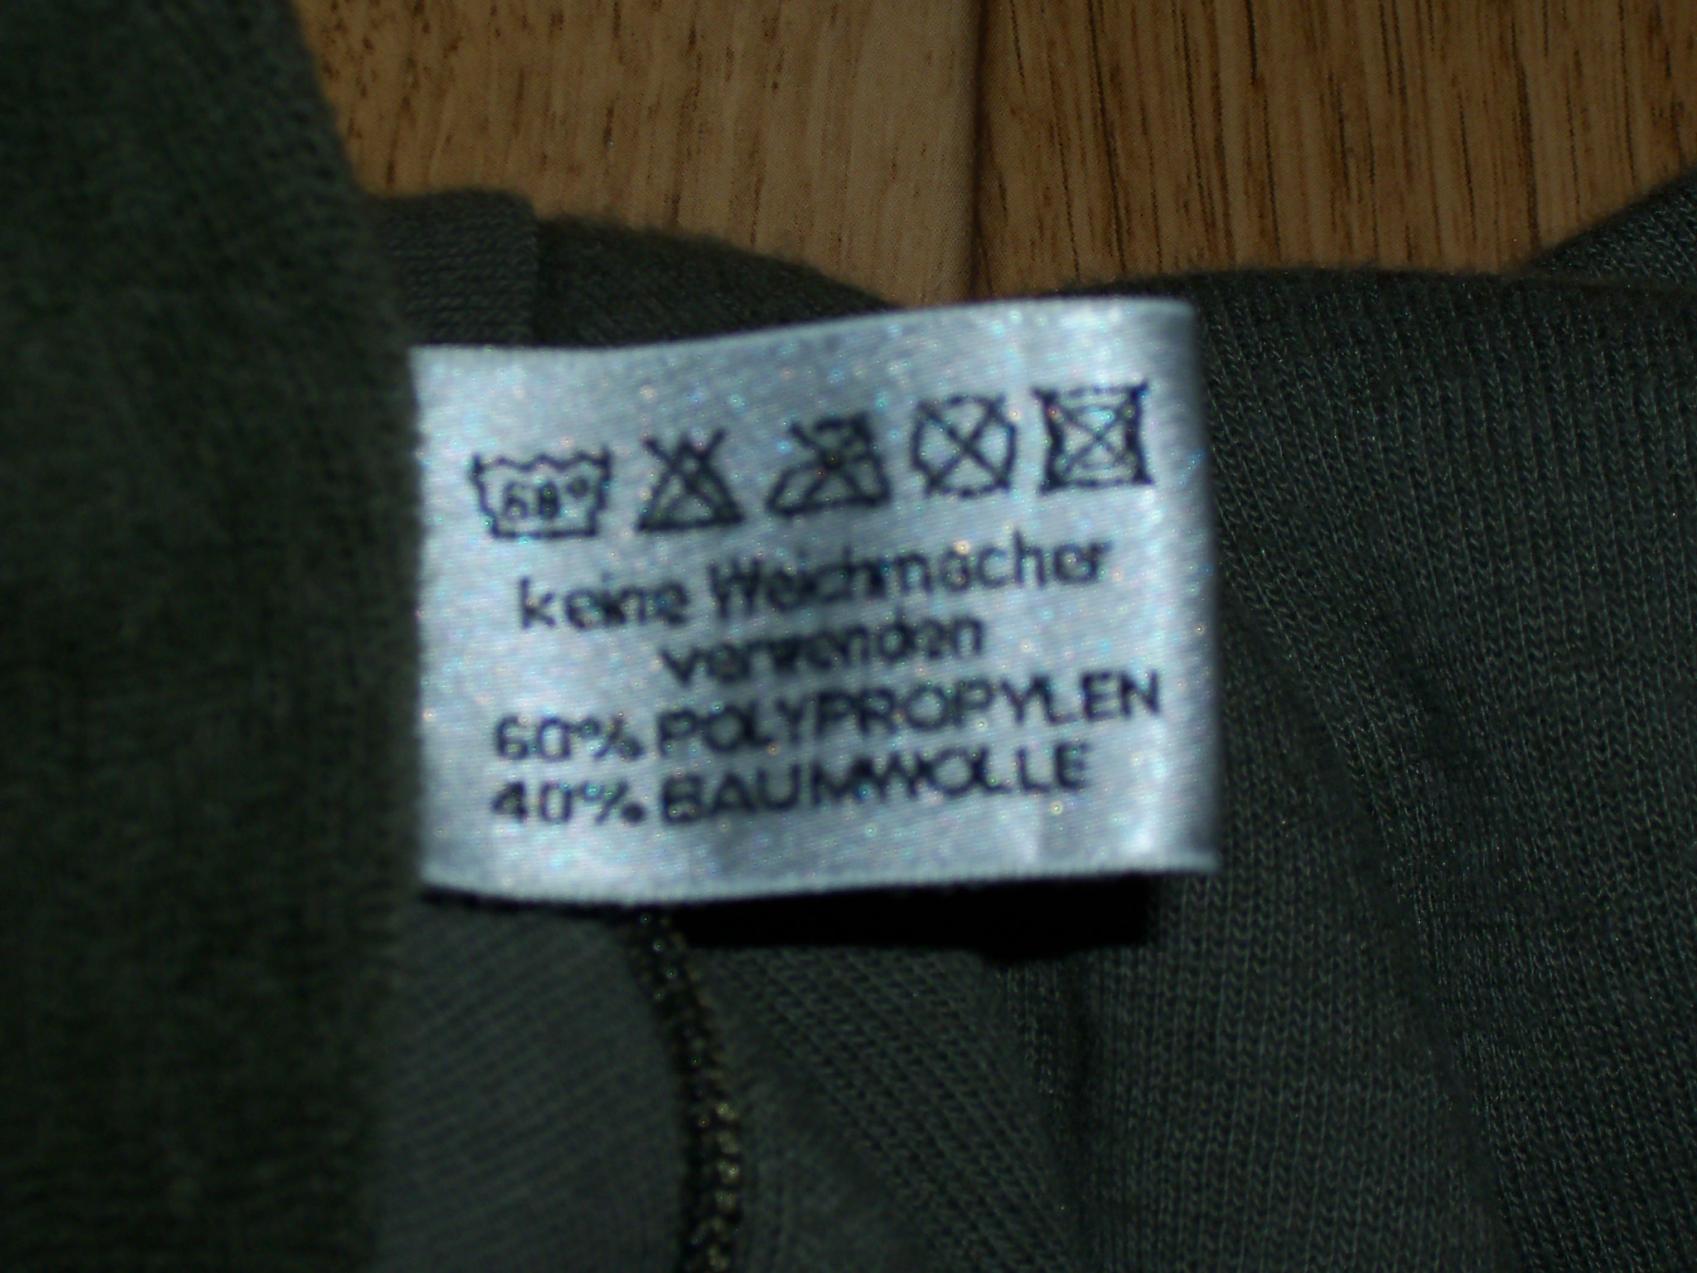 60°
keine Weichmacher
verwenden
60% POLYPROPYLEN
40% BAUMWOLLE